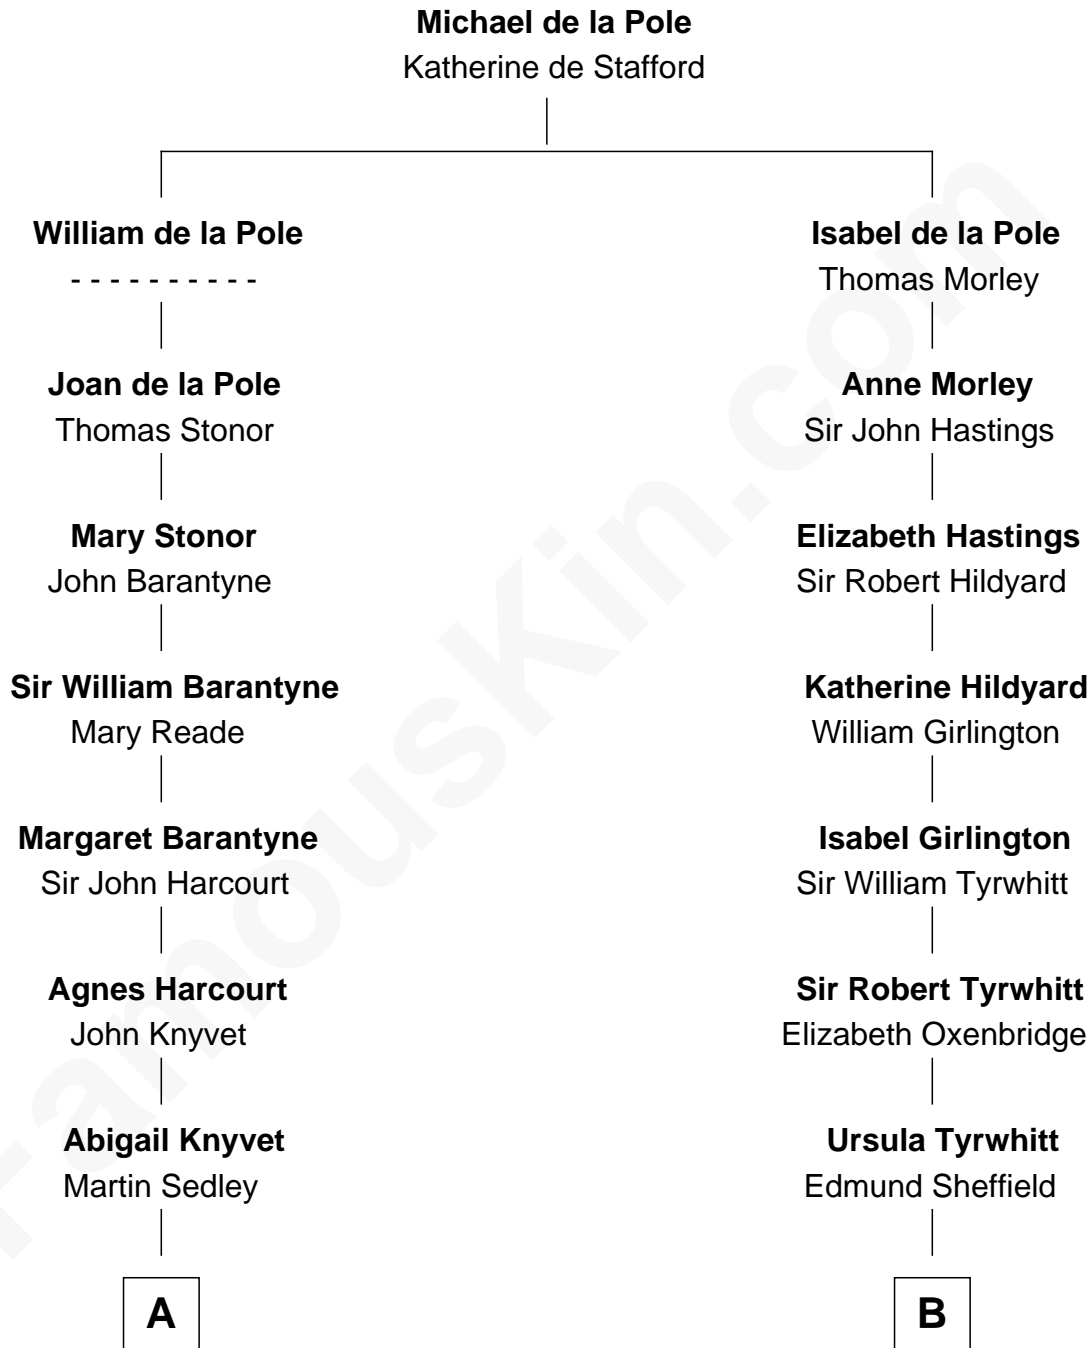 Michael de la Pole
Katherine de Stafford
William de la Pole
- - - - - - - - - -
Joan de la Pole
Thomas Stonor
Mary Stonor
John Barantyne
Sir William Barantyne
Mary Reade
Margaret Barantyne
Sir John Harcourt
Agnes Harcourt
John Knyvet
Abigail Knyvet
Martin Sedley
A
Isabel de la Pole
Thomas Morley
Anne Morley
Sir John Hastings
Elizabeth Hastings
Sir Robert Hildyard
Katherine Hildyard
William Girlington
Isabel Girlington
Sir William Tyrwhitt
Sir Robert Tyrwhitt
Elizabeth Oxenbridge
Ursula Tyrwhitt
Edmund Sheffield
B
FamousKin.com